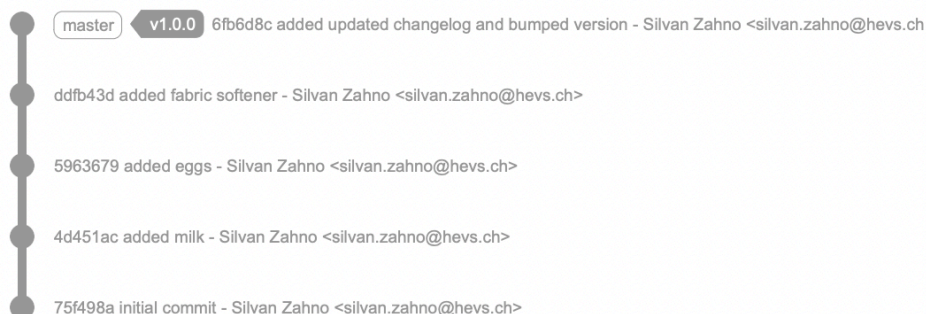 master v1.0.0 6fb6d8c added updated changelog and bumped version - Silvan Zahno <silvan.zahno@hevs.ch
ddfb43d added fabric softener - Silvan Zahno <silvan.zahno@hevs.ch>
5963679 added eggs - Silvan Zahno <silvan.zahno@hevs.ch>
4d451ac added milk - Silvan Zahno <silvan.zahno@hevs.ch>
75f498a initial commit - Silvan Zahno <silvan.zahno@hevs.ch>